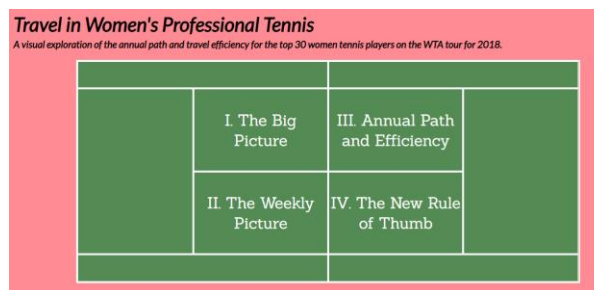 Travel in Women's Professional Tennis
A visual exploration of the annual path and travel efficiency for the top 30 women tennis players on the WTA tour for 2018.
I. The Big
Picture
III. Annual Path
and Efficiency
II. The Weekly
Picture
IV. The New Rule
of Thumb